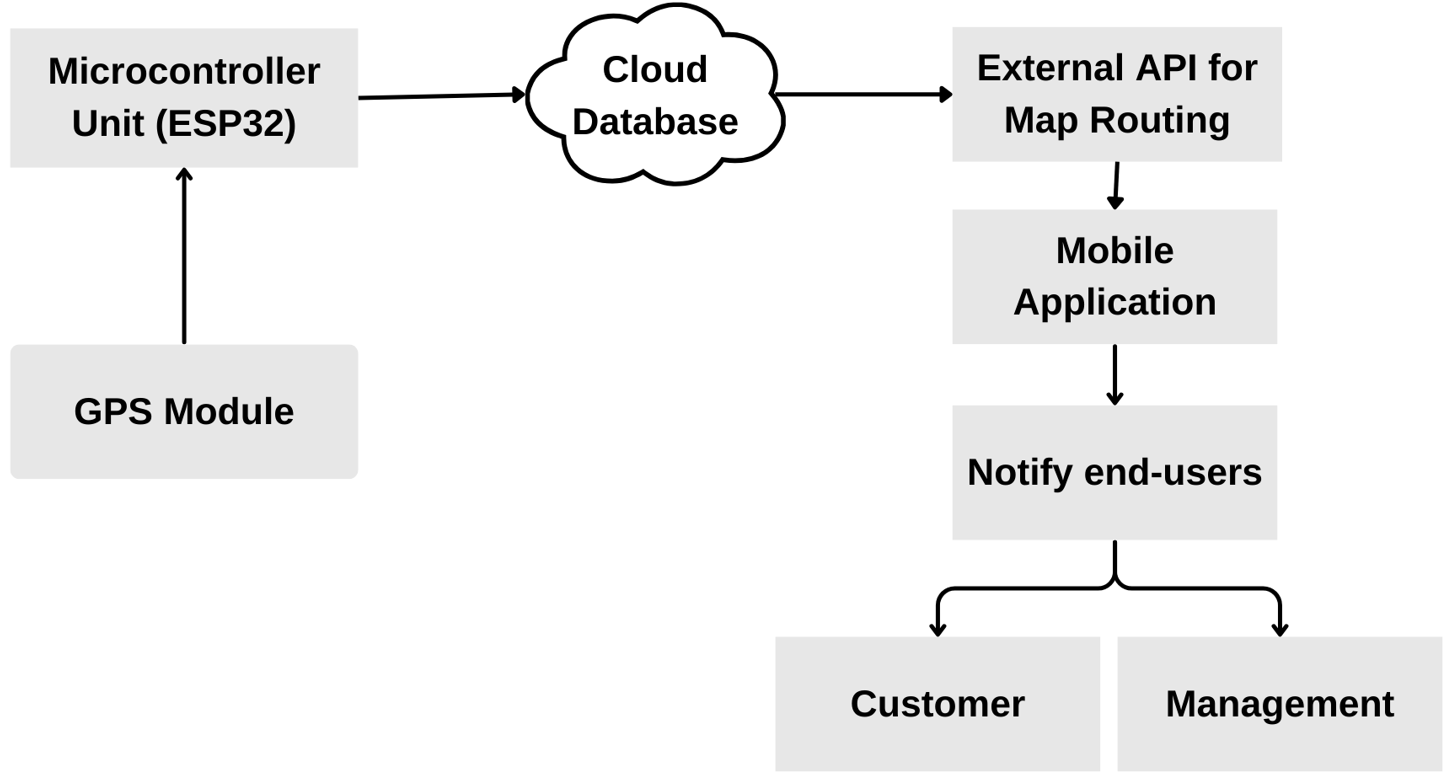 Microcontroller
Unit (ESP32)
Cloud
Database
External API for
Map Routing
Mobile
Application
GPS Module
Notify end-users
Customer
Management